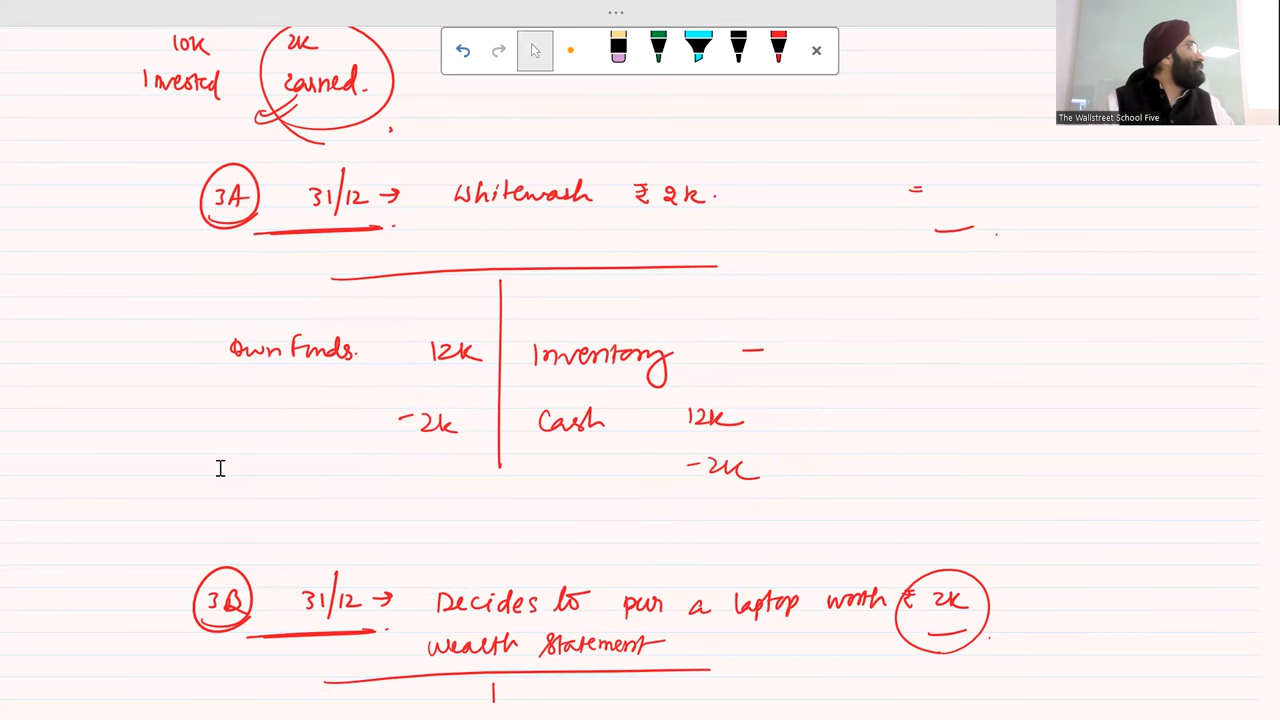 10K 2K
Invested earned.
The Wallstreet School Five
3A 31/12 → Whitewash ₹ 2K. =
Own Funds. 12K Inventory —
-2K Cash 12K
-2K
3B 31/12 → Decides to pur a laptop worth ₹ 2K
Wealth Statement